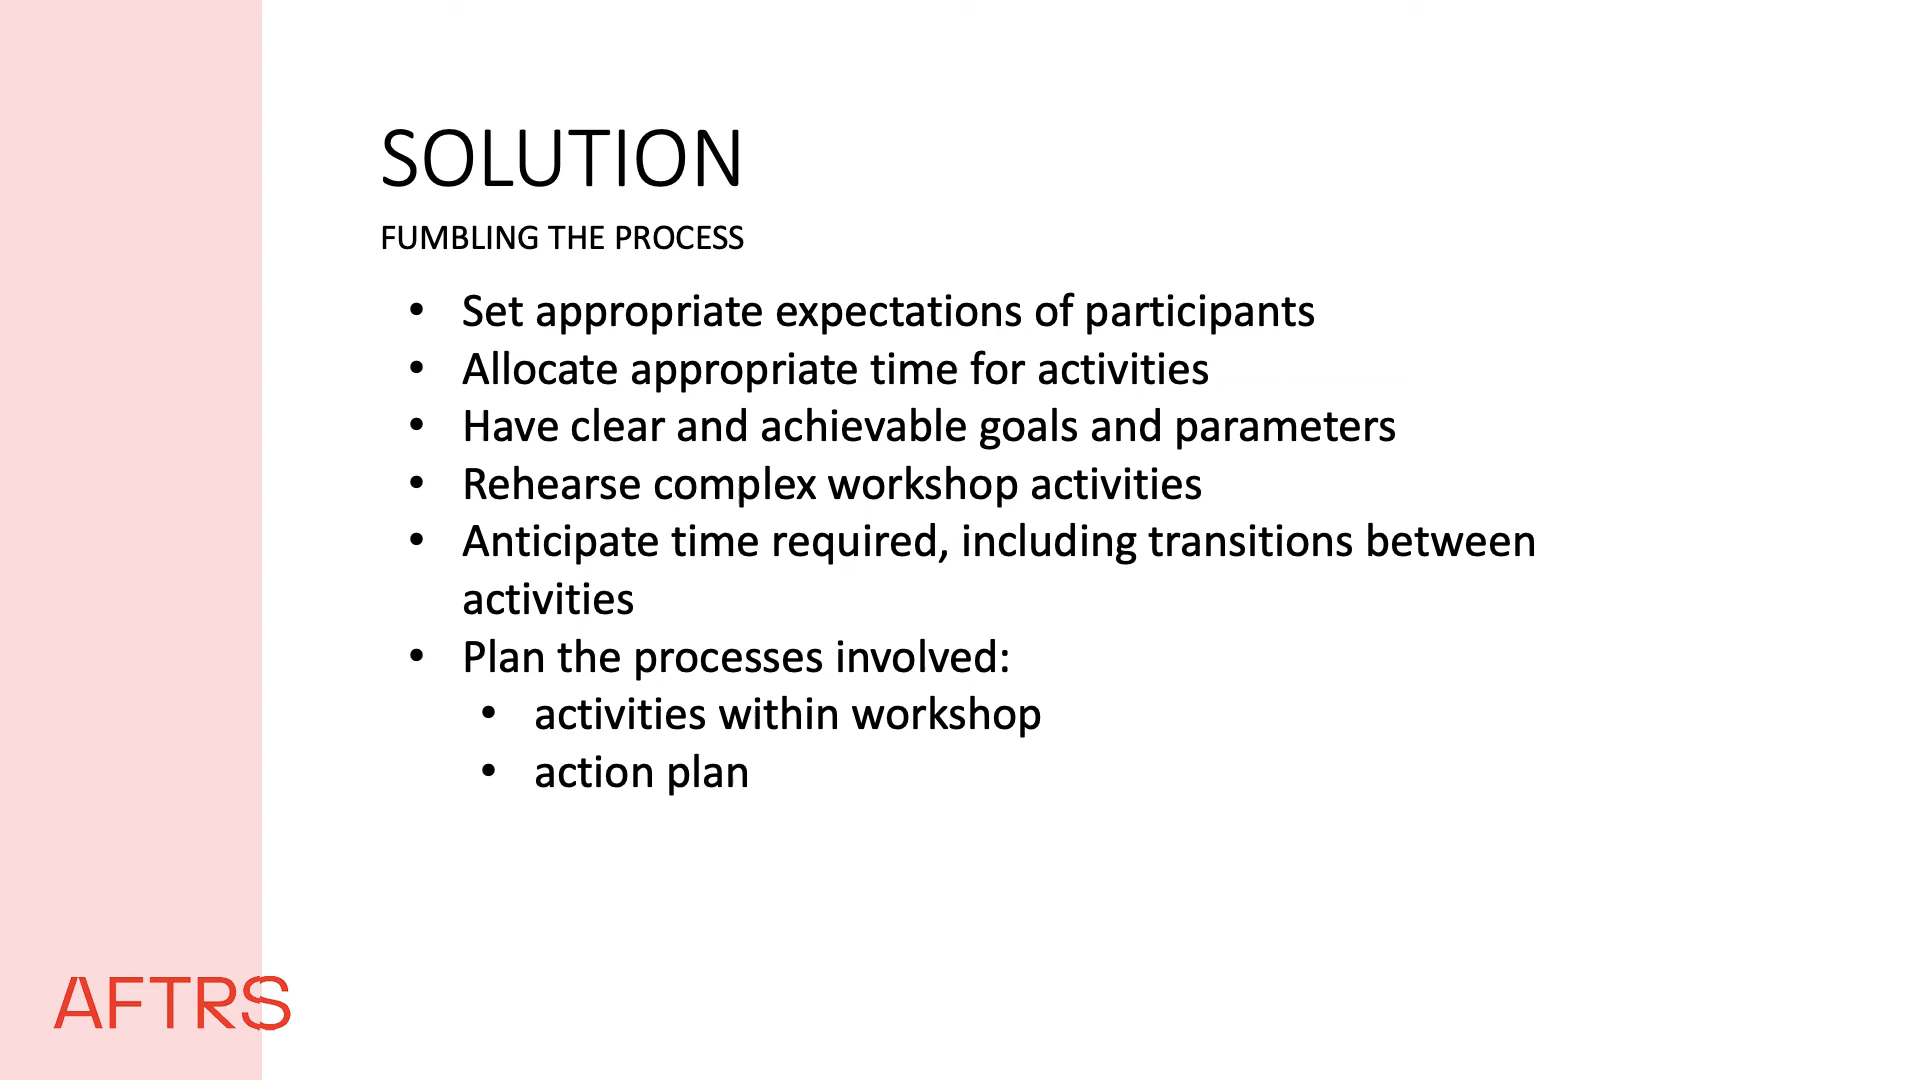 SOLUTION
FUMBLING THE PROCESS
• Set appropriate expectations of participants
• Allocate appropriate time for activities
• Have clear and achievable goals and parameters
• Rehearse complex workshop activities
• Anticipate time required, including transitions between
activities
• Plan the processes involved:
• activities within workshop
• action plan
AFTRS